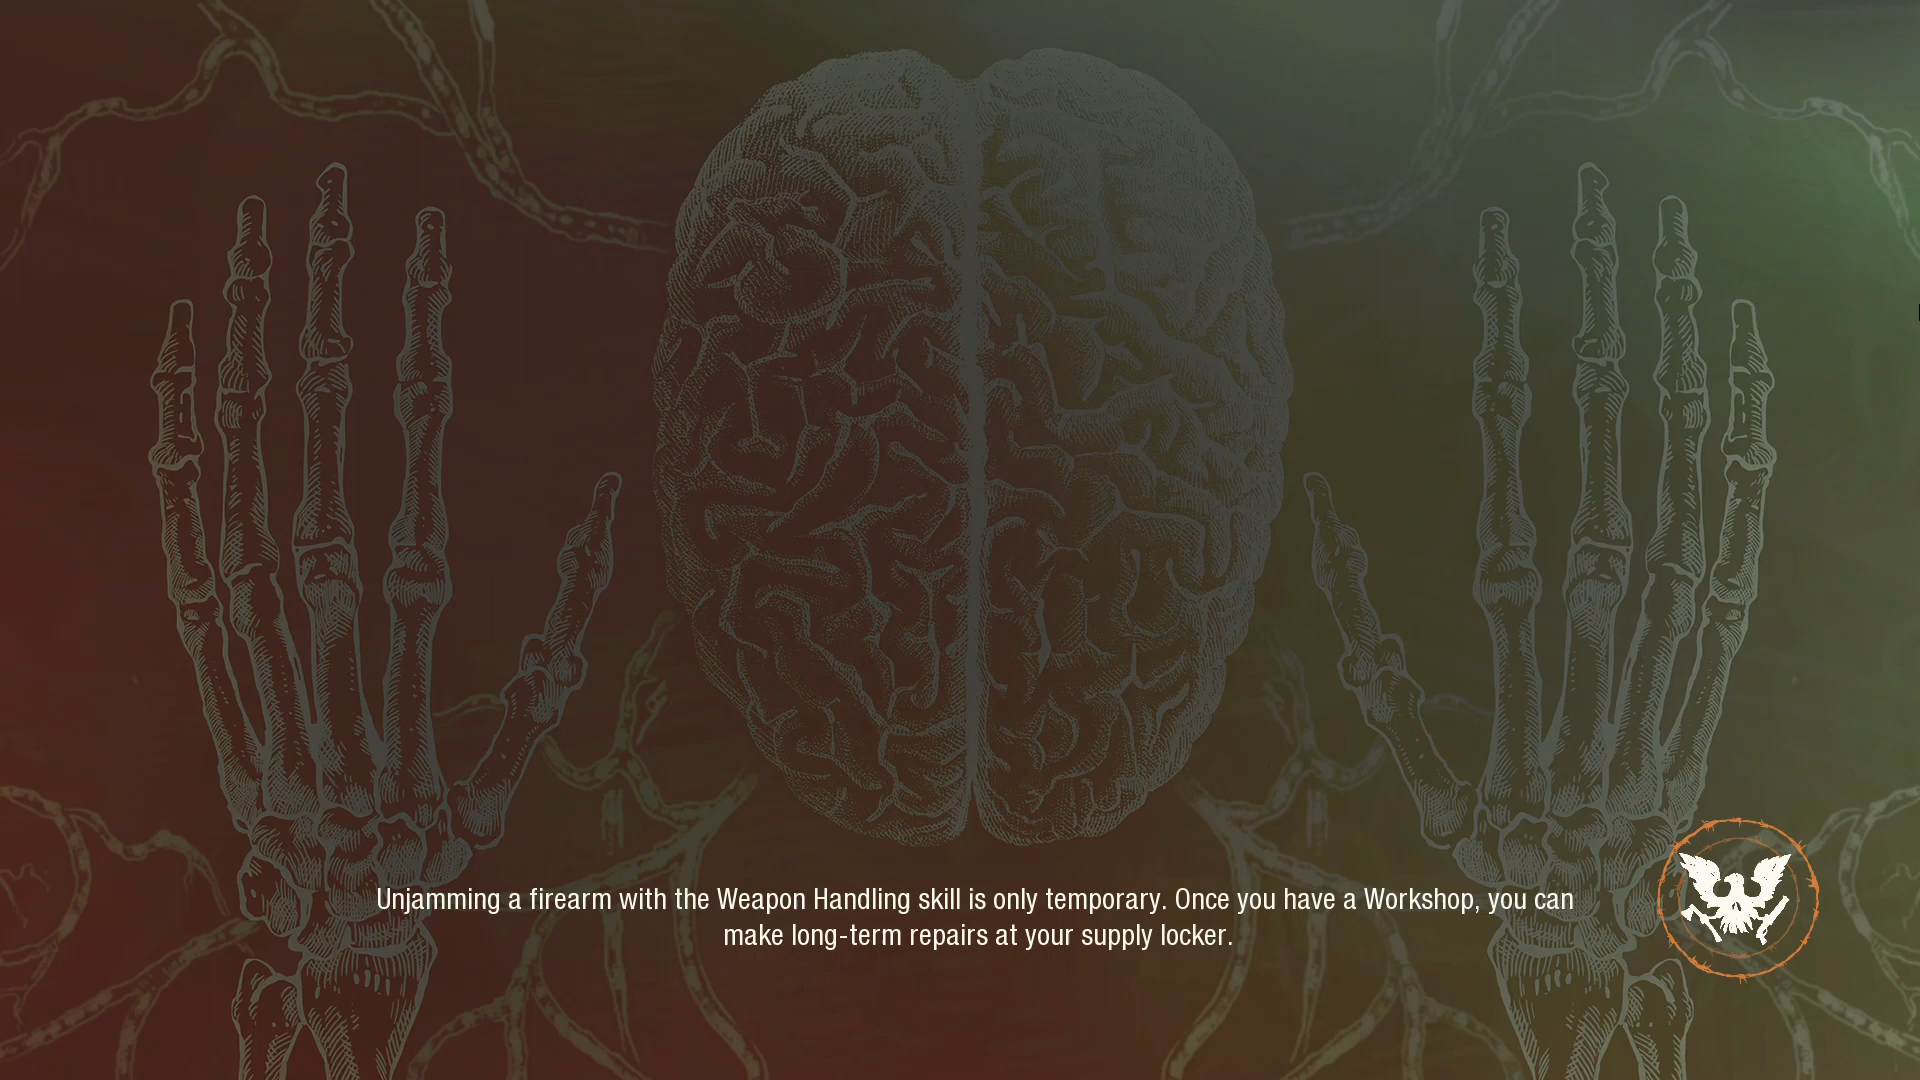 Unjamming a firearm with the Weapon Handling skill is only temporary. Once you have a Workshop, you can
make long-term repairs at your supply locker.